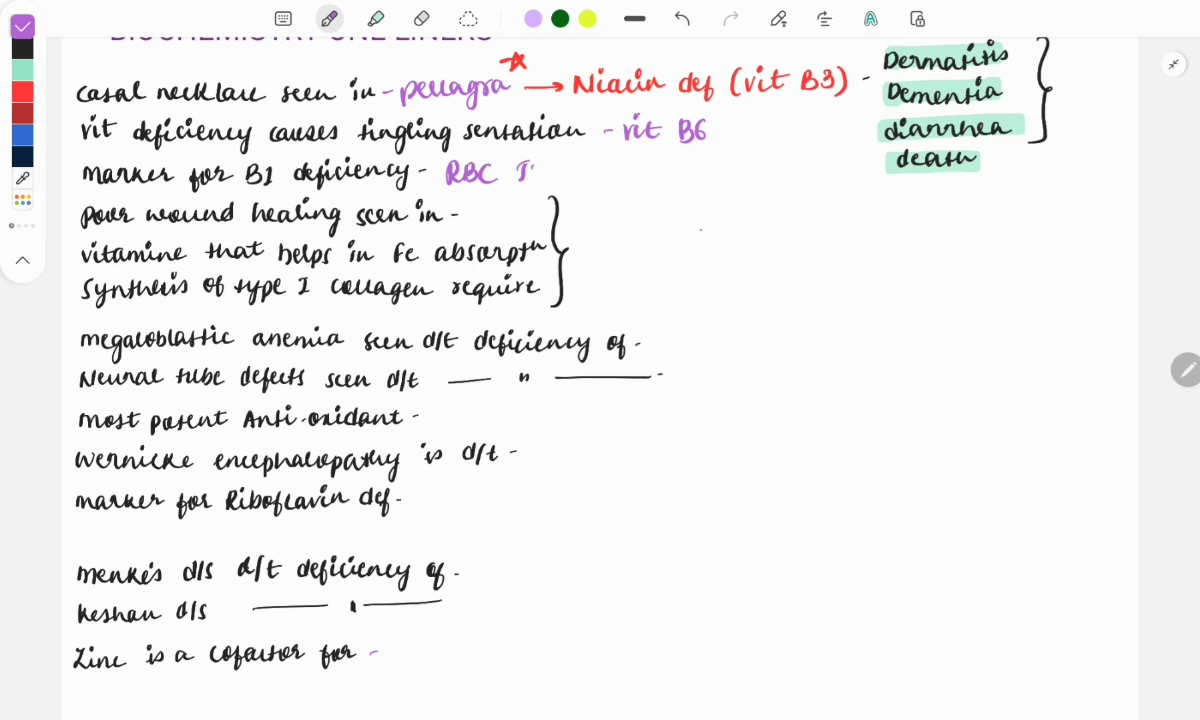 BIOCHEMISTRY ONE LINERS
casal necklace seen in - pellagra → Niacin def (vit B3) - Dermatitis
Dementia
diarrhea
death
vit deficiency causes tingling sensation - vit B6
marker for B1 deficiency - RBC T
poor wound healing seen in -
vitamine that helps in Fe absorptn
synthesis of type I collagen require
megaloblastic anemia seen d/t deficiency of -
Neural tube defects seen d/t — " — -
most potent Anti-oxidant -
wernicke encephalopathy is d/t -
marker for Riboflavin def -
menke's d/s d/t deficiency of -
keshan d/s — " —
Zinc is a cofactor for -